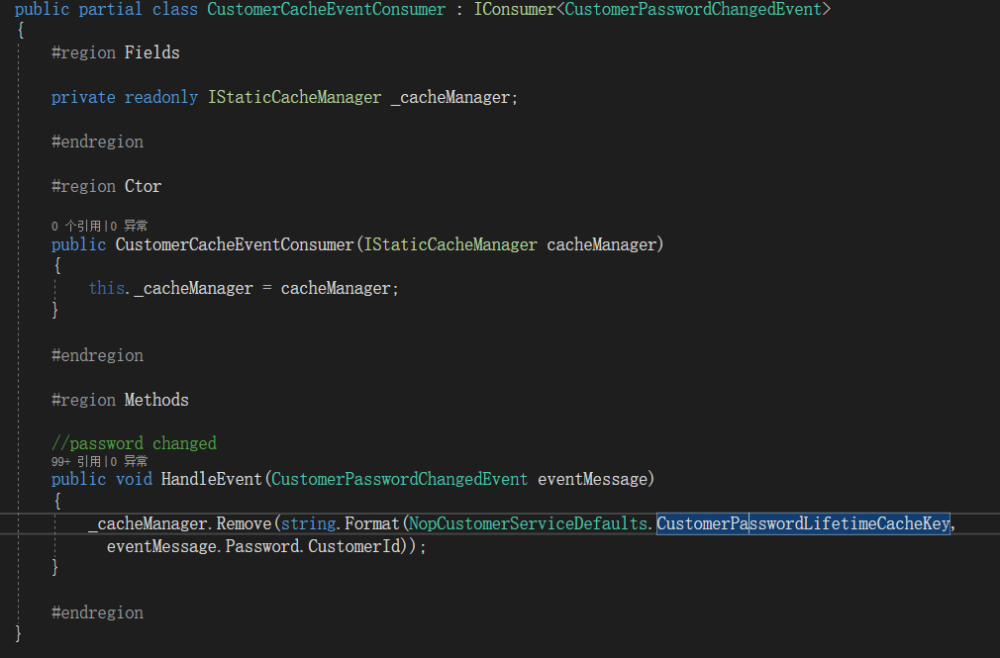 public partial class CustomerCacheEventConsumer : IConsumer<CustomerPasswordChangedEvent>
{
#region Fields
private readonly IStaticCacheManager _cacheManager;
#endregion
#region Ctor
0 个引用|0 异常
public CustomerCacheEventConsumer(IStaticCacheManager cacheManager)
{
this._cacheManager = cacheManager;
}
#endregion
#region Methods
//password changed
99+ 引用|0 异常
public void HandleEvent(CustomerPasswordChangedEvent eventMessage)
{
_cacheManager.Remove(string.Format(NopCustomerServiceDefaults.CustomerPasswordLifetimeCacheKey,
eventMessage.Password.CustomerId));
}
#endregion
}